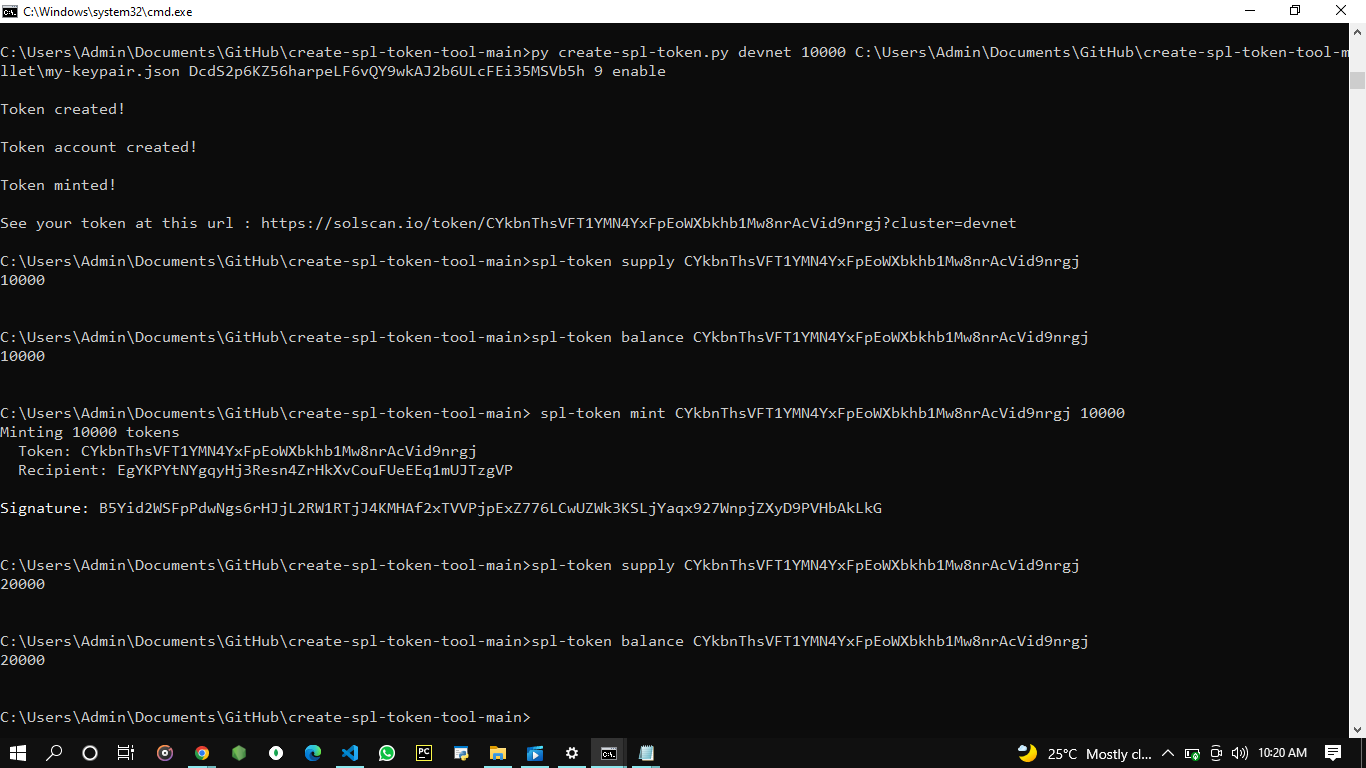 C:\Windows\system32\cmd.exe
C:\Users\Admin\Documents\GitHub\create-spl-token-tool-main>py create-spl-token.py devnet 10000 C:\Users\Admin\Documents\GitHub\create-spl-token-tool-m
llet\my-keypair.json DcdS2p6KZ56harpeLF6vQY9wkAJ2b6ULcFEi35MSVb5h 9 enable
Token created!
Token account created!
Token minted!
See your token at this url : https://solscan.io/token/CYkbnThsVFT1YMN4YxFpEoWXbkhb1Mw8nrAcVid9nrgj?cluster=devnet
C:\Users\Admin\Documents\GitHub\create-spl-token-tool-main>spl-token supply CYkbnThsVFT1YMN4YxFpEoWXbkhb1Mw8nrAcVid9nrgj
10000
C:\Users\Admin\Documents\GitHub\create-spl-token-tool-main>spl-token balance CYkbnThsVFT1YMN4YxFpEoWXbkhb1Mw8nrAcVid9nrgj
10000
C:\Users\Admin\Documents\GitHub\create-spl-token-tool-main> spl-token mint CYkbnThsVFT1YMN4YxFpEoWXbkhb1Mw8nrAcVid9nrgj 10000
Minting 10000 tokens
Token: CYkbnThsVFT1YMN4YxFpEoWXbkhb1Mw8nrAcVid9nrgj
Recipient: EgYKPYtNYgqyHj3Resn4ZrHkXvCouFUeEEq1mUJTzgVP
Signature: B5Yid2WSFpPdwNgs6rHJjL2RW1RTjJ4KMHAf2xTVVPjpExZ776LCwUZWk3KSLjYaqx927WnpjZXyD9PVHbAkLkG
C:\Users\Admin\Documents\GitHub\create-spl-token-tool-main>spl-token supply CYkbnThsVFT1YMN4YxFpEoWXbkhb1Mw8nrAcVid9nrgj
20000
C:\Users\Admin\Documents\GitHub\create-spl-token-tool-main>spl-token balance CYkbnThsVFT1YMN4YxFpEoWXbkhb1Mw8nrAcVid9nrgj
20000
C:\Users\Admin\Documents\GitHub\create-spl-token-tool-main>
25°C Mostly cl... 10:20 AM